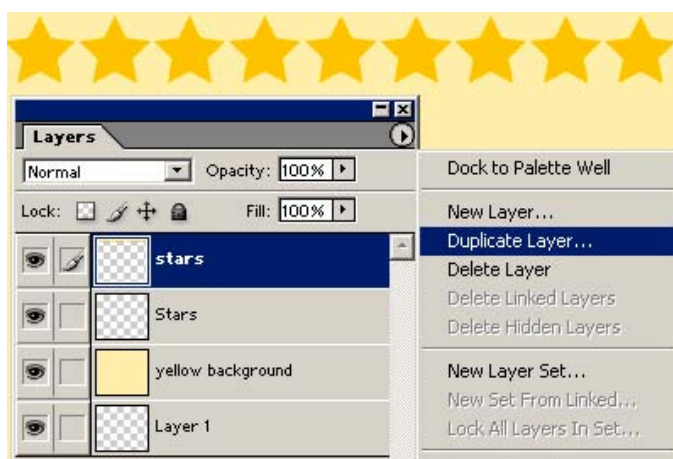 Layers
Normal Opacity: 100%
Lock: Fill: 100%
stars
Stars
yellow background
Layer 1
Dock to Palette Well
New Layer...
Duplicate Layer...
Delete Layer
Delete Linked Layers
Delete Hidden Layers
New Layer Set...
New Set From Linked...
Lock All Layers In Set...